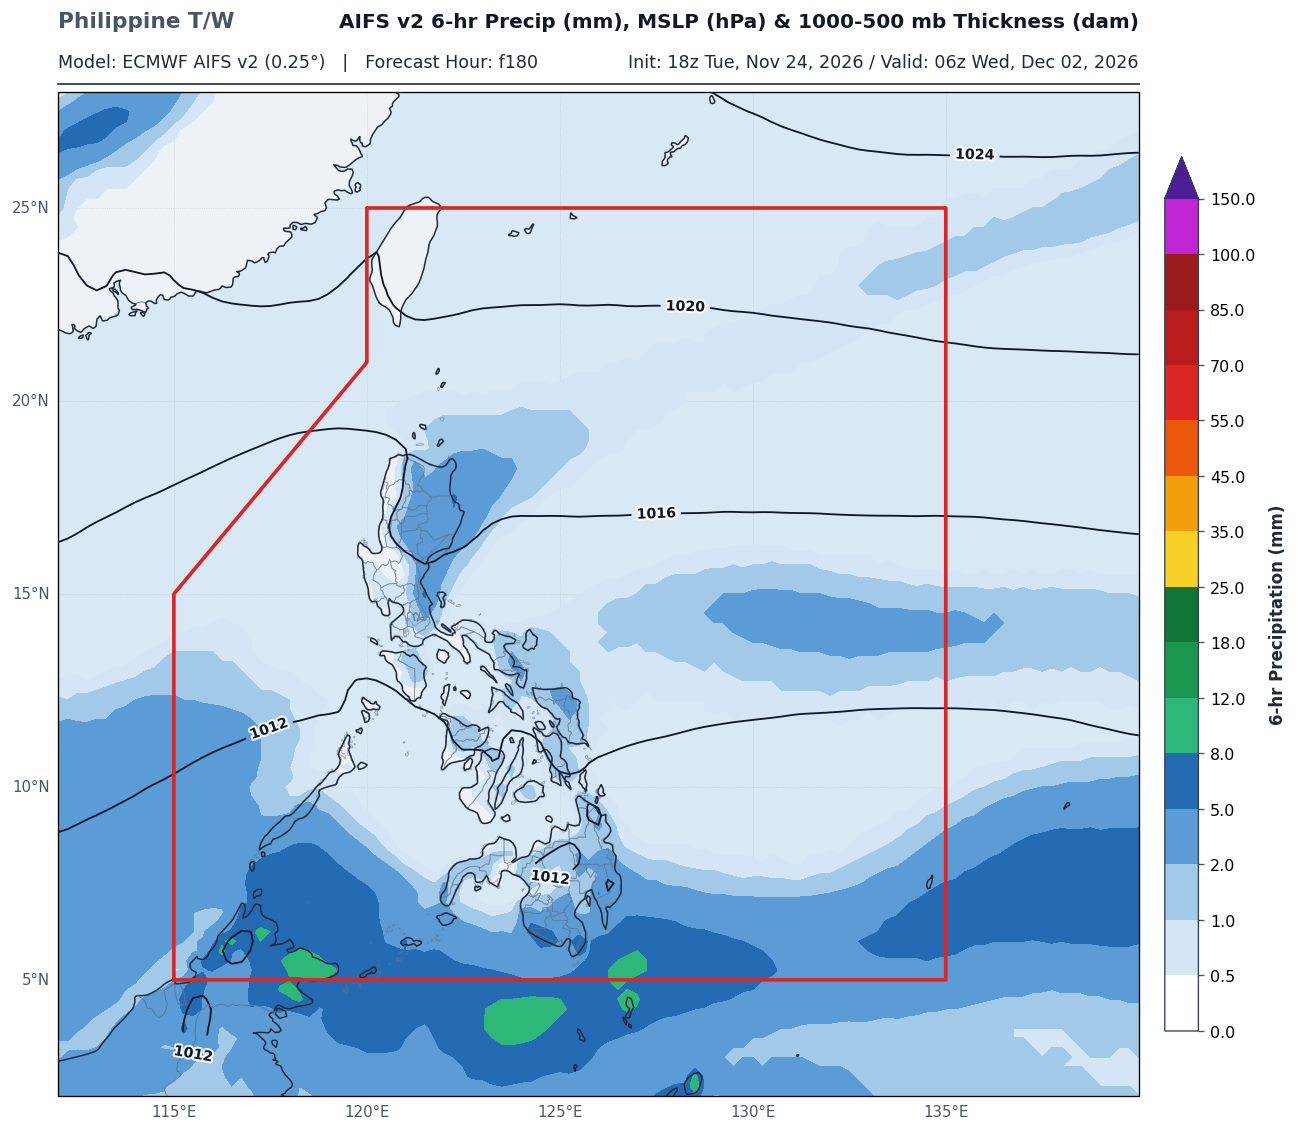 Philippine T/W
AIFS v2 6-hr Precip (mm), MSLP (hPa) & 1000-500 mb Thickness (dam)
Model: ECMWF AIFS v2 (0.25°)   |   Forecast Hour: f180
Init: 18z Tue, Nov 24, 2026 / Valid: 06z Wed, Dec 02, 2026
1024
1020
1016
1012
1012
1012
25°N
20°N
15°N
10°N
5°N
115°E
120°E
125°E
130°E
135°E
150.0
100.0
85.0
70.0
55.0
45.0
35.0
25.0
18.0
12.0
8.0
5.0
2.0
1.0
0.5
0.0
6-hr Precipitation (mm)